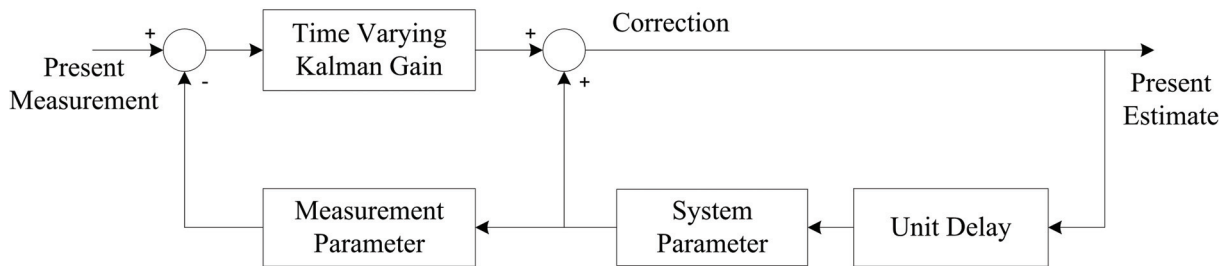 +
Present
Measurement
-
Time Varying
Kalman Gain
+
+
Correction
Present
Estimate
Measurement
Parameter
System
Parameter
Unit Delay